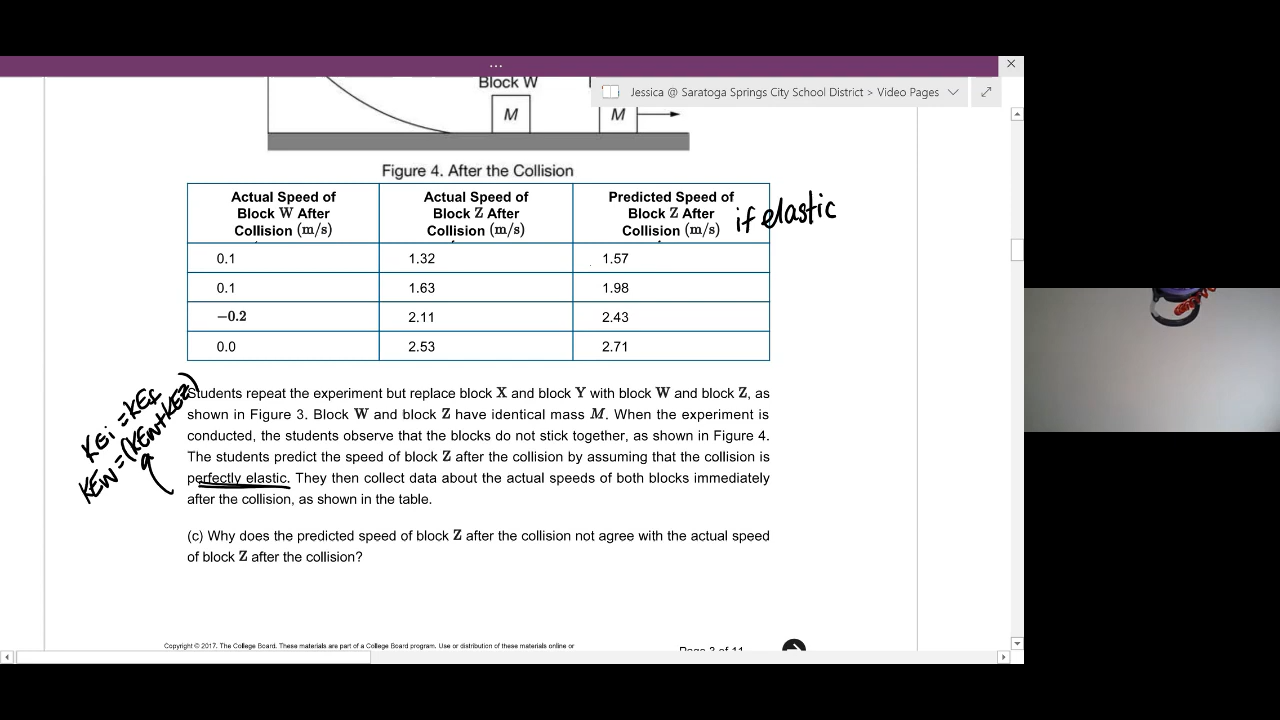 ...
Block W
Jessica @ Saratoga Springs City School District > Video Pages
M M
Figure 4. After the Collision
Actual Speed of Block W After Collision (m/s) Actual Speed of Block Z After Collision (m/s) Predicted Speed of Block Z After Collision (m/s)
if elastic
0.1 1.32 1.57
0.1 1.63 1.98
−0.2 2.11 2.43
0.0 2.53 2.71
KEi = KEf
KEW = (KEW + KEZ)
Students repeat the experiment but replace block X and block Y with block W and block Z, as
shown in Figure 3. Block W and block Z have identical mass M. When the experiment is
conducted, the students observe that the blocks do not stick together, as shown in Figure 4.
The students predict the speed of block Z after the collision by assuming that the collision is
perfectly elastic. They then collect data about the actual speeds of both blocks immediately
after the collision, as shown in the table.
(c) Why does the predicted speed of block Z after the collision not agree with the actual speed
of block Z after the collision?
Copyright © 2017. The College Board. These materials are part of a College Board program. Use or distribution of these materials online or
Page 3 of 11